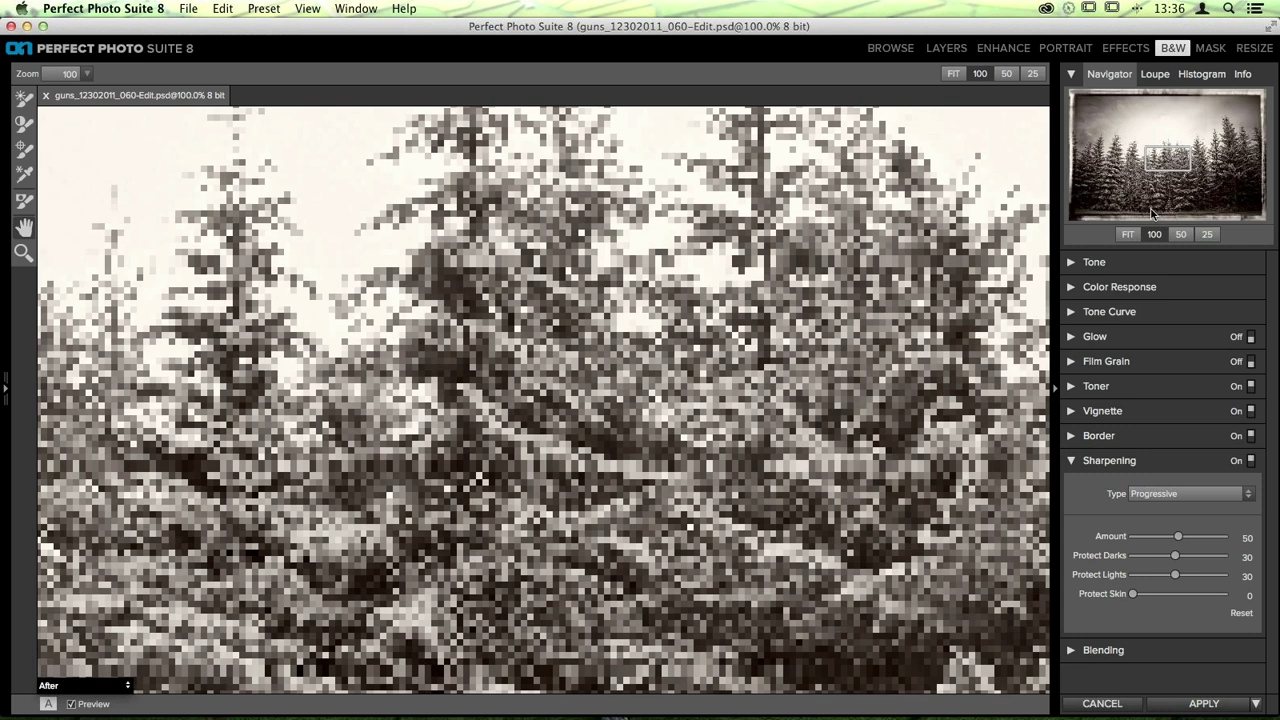 Perfect Photo Suite 8 File Edit Preset View Window Help 13:36
Perfect Photo Suite 8 (guns_12302011_060-Edit.psd@100.0% 8 bit)
on PERFECT PHOTO SUITE 8 BROWSE LAYERS ENHANCE PORTRAIT EFFECTS B&W MASK RESIZE
Zoom 100 FIT 100 50 25
Navigator Loupe Histogram Info
x guns_12302011_060-Edit.psd@100.0% 8 bit
FIT 100 50 25
Tone
Color Response
Tone Curve
Glow Off
Film Grain Off
Toner On
Vignette On
Border On
Sharpening On
Type Progressive
Amount 50
Protect Darks 30
Protect Lights 30
Protect Skin 0
Reset
Blending
After
A Preview
CANCEL APPLY